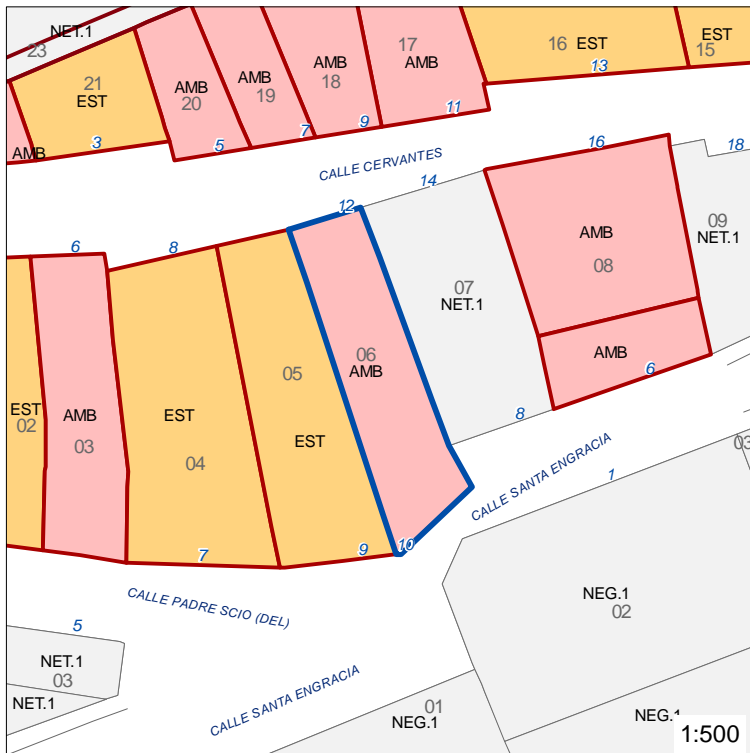 NET.1
23
21
EST
3
AMB
AMB
20
5
AMB
19
7
AMB
18
9
17
AMB
11
16 EST
13
EST
15
CALLE CERVANTES
6
8
12
14
16
18
EST
02
AMB
03
EST
04
05
EST
06
AMB
07
NET.1
AMB
08
09
NET.1
AMB
6
8
10
9
7
CALLE SANTA ENGRACIA
1
03
CALLE PADRE SCIO (DEL)
NEG.1
02
5
NET.1
03
NET.1
CALLE SANTA ENGRACIA
01
NEG.1
NEG.1
1:500